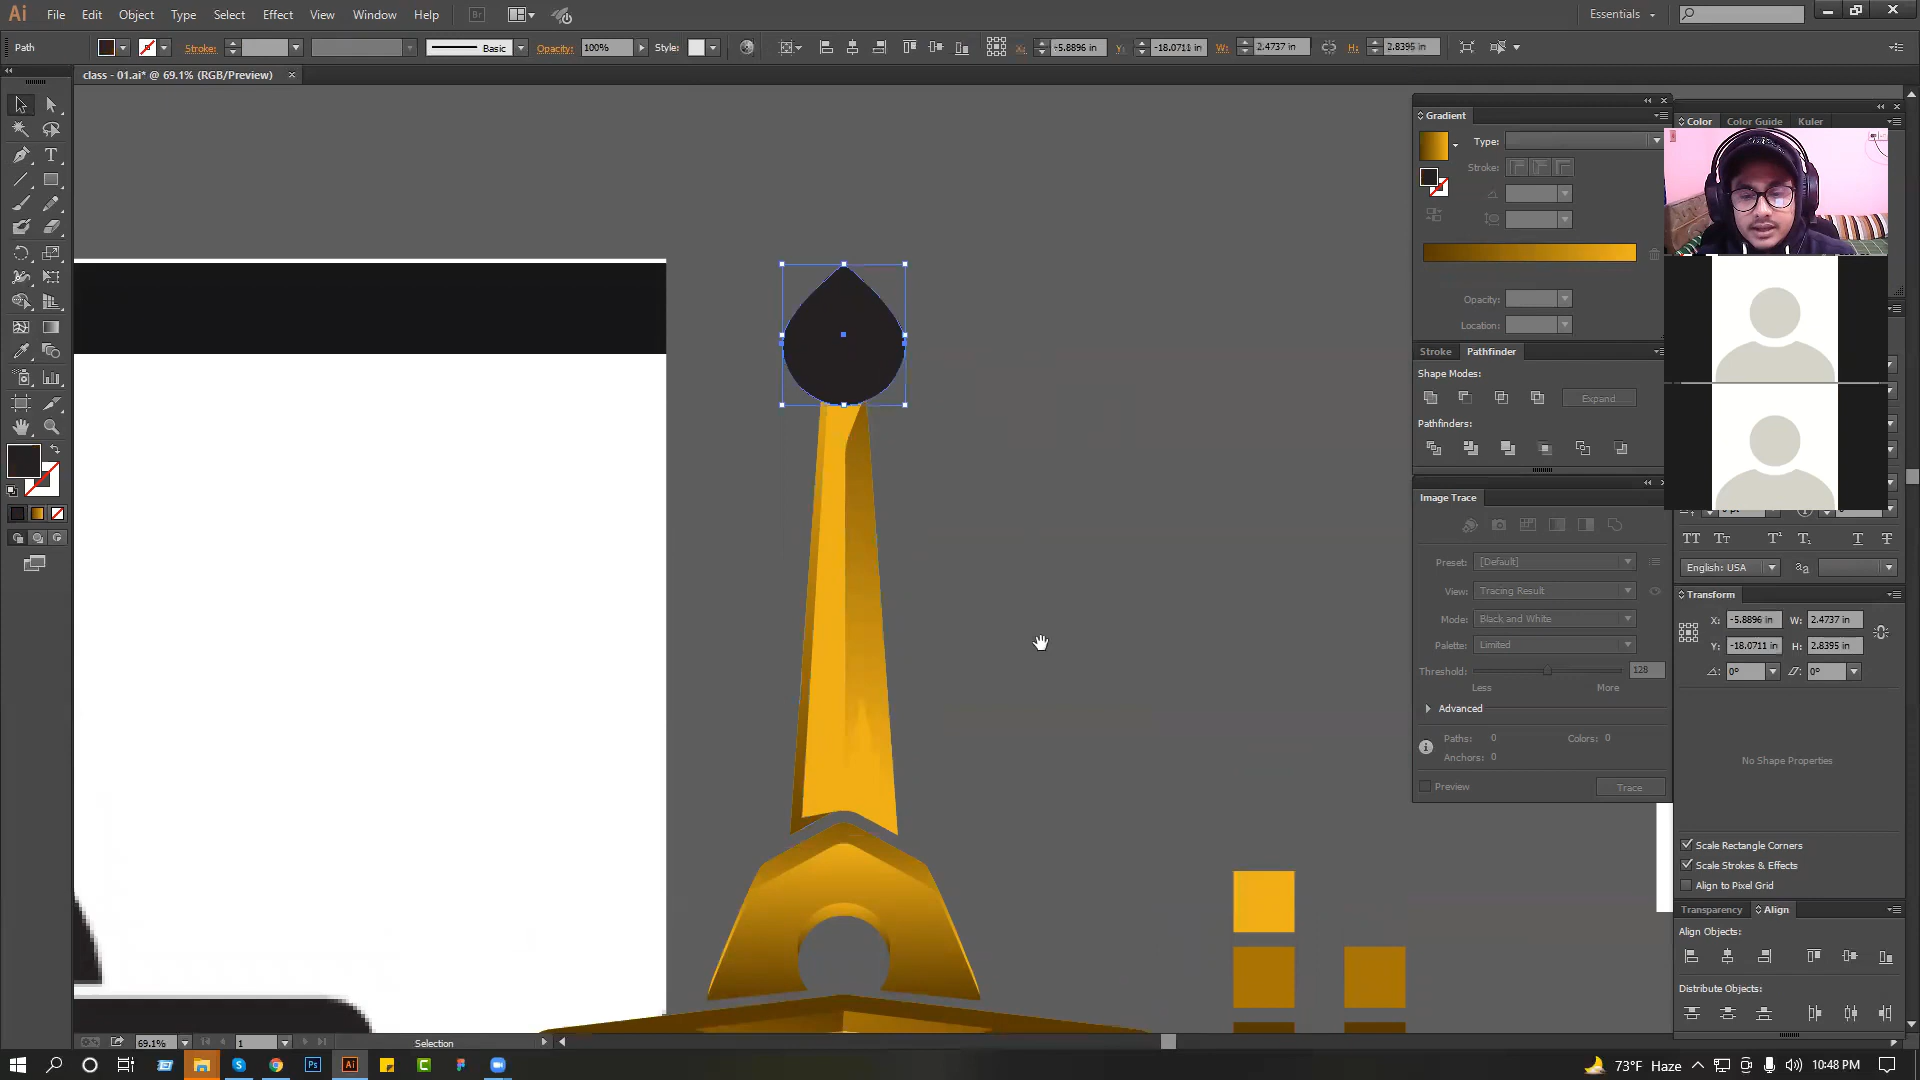 Ai File Edit Object Type Select Effect View Window Help Br Essentials
Path Stroke: Basic Opacity: 100% Style: X: -5.8896 in Y: -18.0711 in W: 2.4737 in H: 2.8395 in
class - 01.ai* @ 69.1% (RGB/Preview)
Gradient
Type:
Stroke:
Opacity:
Location:
Stroke Pathfinder
Shape Modes:
Expand
Pathfinders:
Image Trace
Preset: [Default]
View: Tracing Result
Mode: Black and White
Palette: Limited
Threshold: 128
Less More
Advanced
Paths: 0 Colors: 0
Anchors: 0
Preview Trace
Color Color Guide Kuler
English: USA
Transform
X: -5.8896 in W: 2.4737 in
Y: -18.0711 in H: 2.8395 in
0° 0°
No Shape Properties
Scale Rectangle Corners
Scale Strokes & Effects
Align to Pixel Grid
Transparency Align
Align Objects:
Distribute Objects:
69.1% 1 Selection
Ps Ai 73°F Haze 10:48 PM